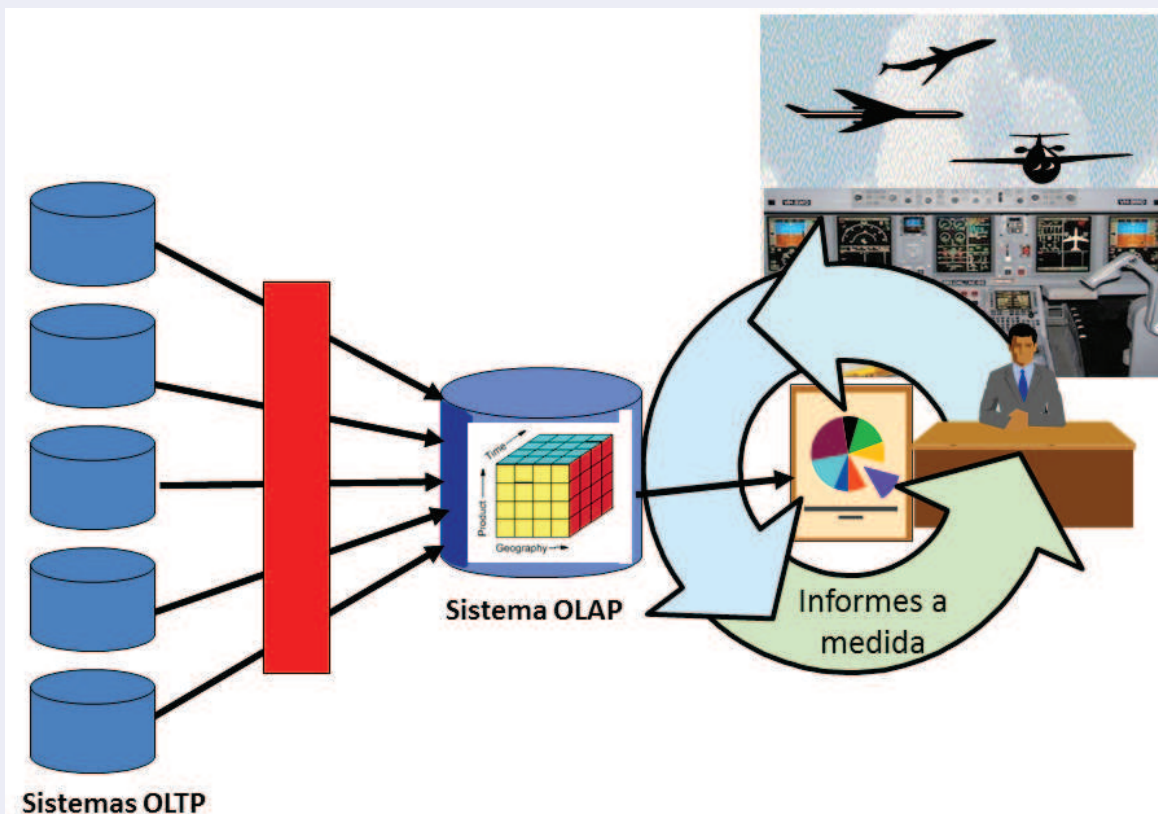 Time
Product
Geography
Sistema OLAP
Informes a
medida
Sistemas OLTP